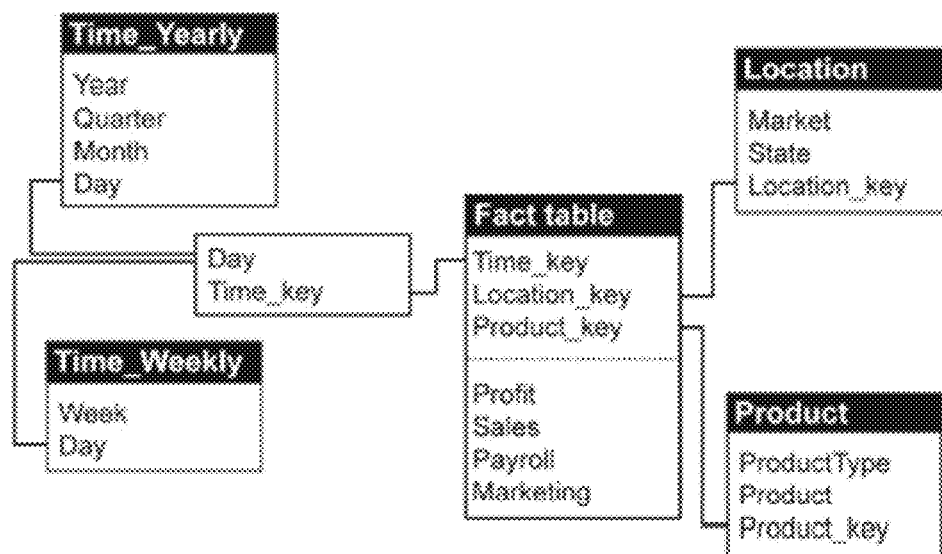 Time_Yearly
Year
Quarter
Month
Day
Day
Time_key
Time_Weekly
Week
Day
Fact table
Time_key
Location_key
Product_key
Profit
Sales
Payroll
Marketing
Location
Market
State
Location_key
Product
ProductType
Product
Product_key